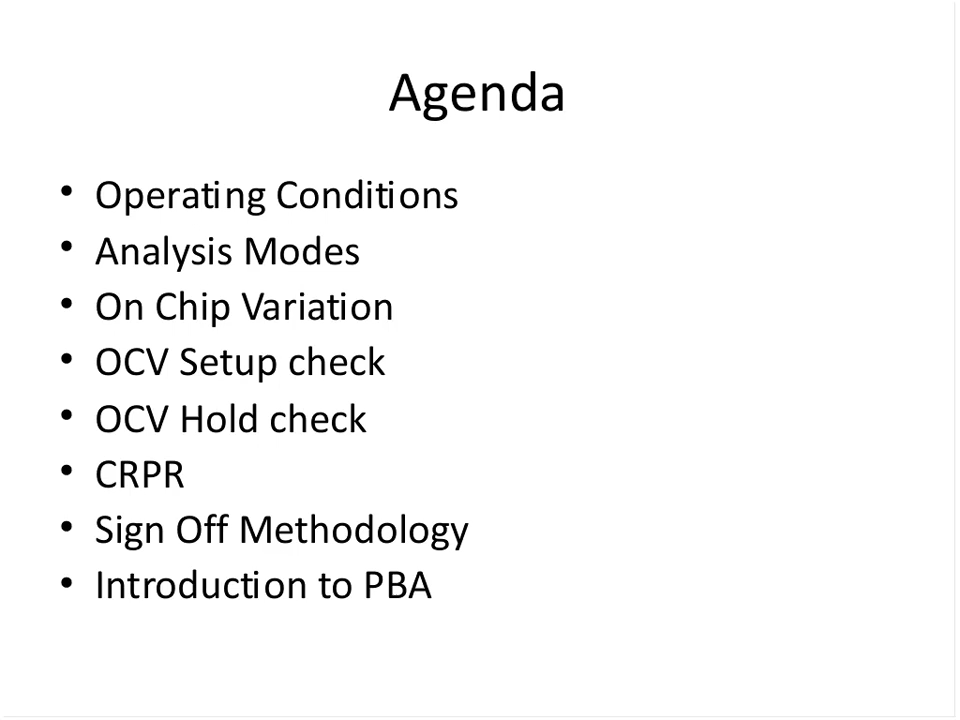 Agenda
• Operating Conditions
• Analysis Modes
• On Chip Variation
• OCV Setup check
• OCV Hold check
• CRPR
• Sign Off Methodology
• Introduction to PBA